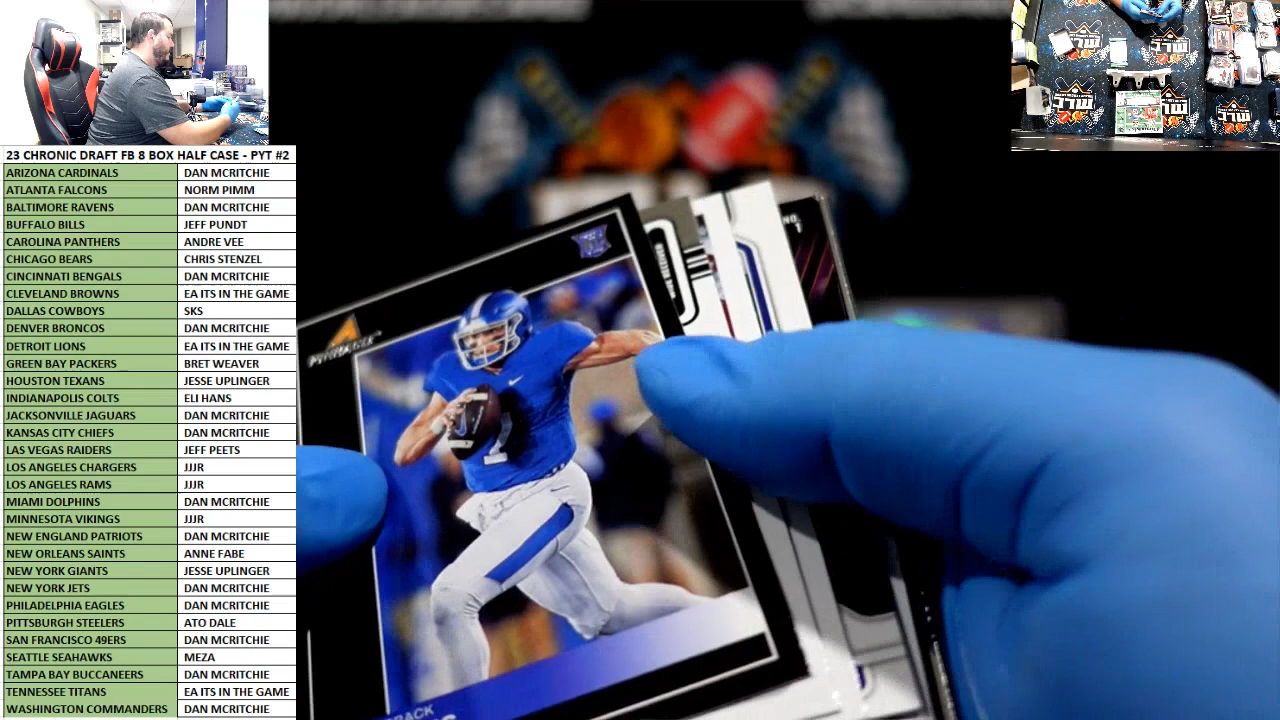 23 CHRONIC DRAFT FB 8 BOX HALF CASE - PYT #2
ARIZONA CARDINALS DAN MCRITCHIE
ATLANTA FALCONS NORM PIMM
BALTIMORE RAVENS DAN MCRITCHIE
BUFFALO BILLS JEFF PUNDT
CAROLINA PANTHERS ANDRE VEE
CHICAGO BEARS CHRIS STENZEL
CINCINNATI BENGALS DAN MCRITCHIE
CLEVELAND BROWNS EA ITS IN THE GAME
DALLAS COWBOYS SKS
DENVER BRONCOS DAN MCRITCHIE
DETROIT LIONS EA ITS IN THE GAME
GREEN BAY PACKERS BRET WEAVER
HOUSTON TEXANS JESSE UPLINGER
INDIANAPOLIS COLTS ELI HANS
JACKSONVILLE JAGUARS DAN MCRITCHIE
KANSAS CITY CHIEFS DAN MCRITCHIE
LAS VEGAS RAIDERS JEFF PEETS
LOS ANGELES CHARGERS JJJR
LOS ANGELES RAMS JJJR
MIAMI DOLPHINS DAN MCRITCHIE
MINNESOTA VIKINGS JJJR
NEW ENGLAND PATRIOTS DAN MCRITCHIE
NEW ORLEANS SAINTS ANNE FABE
NEW YORK GIANTS JESSE UPLINGER
NEW YORK JETS DAN MCRITCHIE
PHILADELPHIA EAGLES DAN MCRITCHIE
PITTSBURGH STEELERS ATO DALE
SAN FRANCISCO 49ERS DAN MCRITCHIE
SEATTLE SEAHAWKS MEZA
TAMPA BAY BUCCANEERS DAN MCRITCHIE
TENNESSEE TITANS EA ITS IN THE GAME
WASHINGTON COMMANDERS DAN MCRITCHIE
PINNACLE
7
NO.